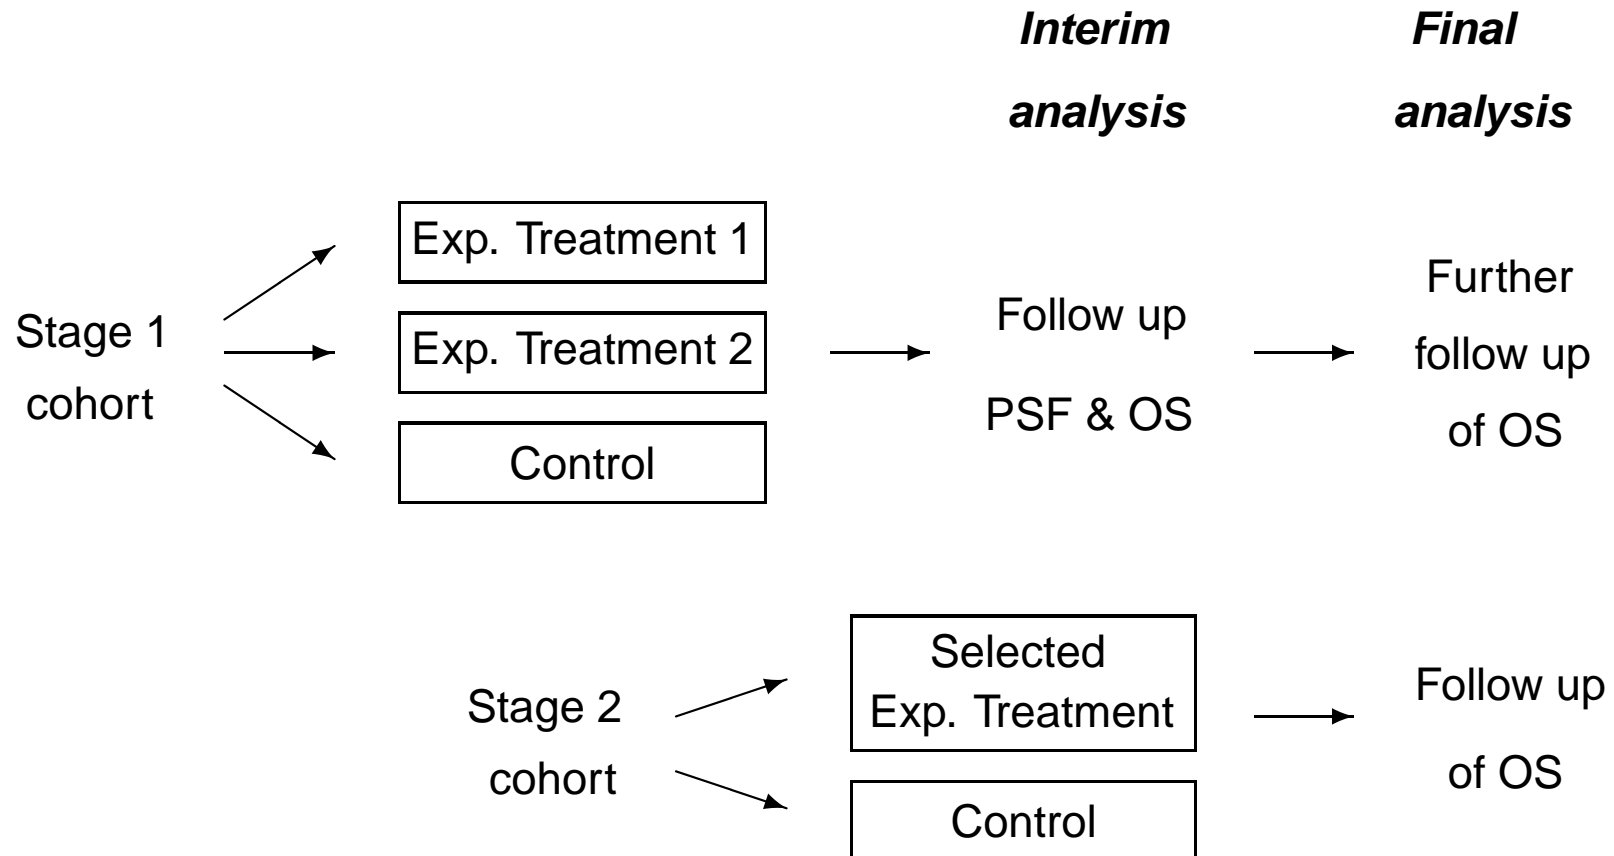 Interim
analysis
Final
analysis
Stage 1
cohort
Exp. Treatment 1
Exp. Treatment 2
Control
Follow up
PSF & OS
Further
follow up
of OS
Stage 2
cohort
Selected
Exp. Treatment
Control
Follow up
of OS